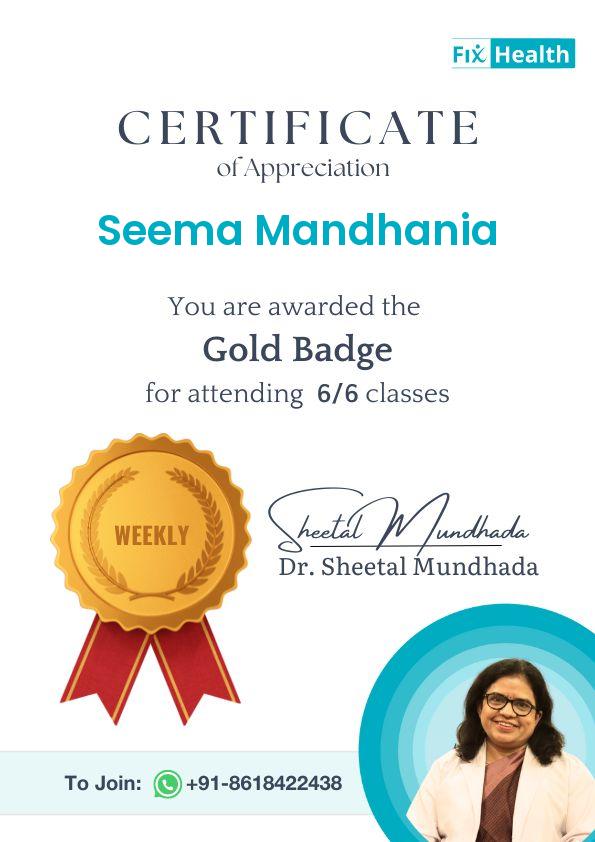 Fix Health
CERTIFICATE
of Appreciation
Seema Mandhania
You are awarded the
Gold Badge
for attending 6/6 classes
WEEKLY
Sheetal Mundhada
Dr. Sheetal Mundhada
To Join: +91-8618422438